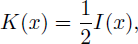 K(x) = \frac{1}{2} I(x),